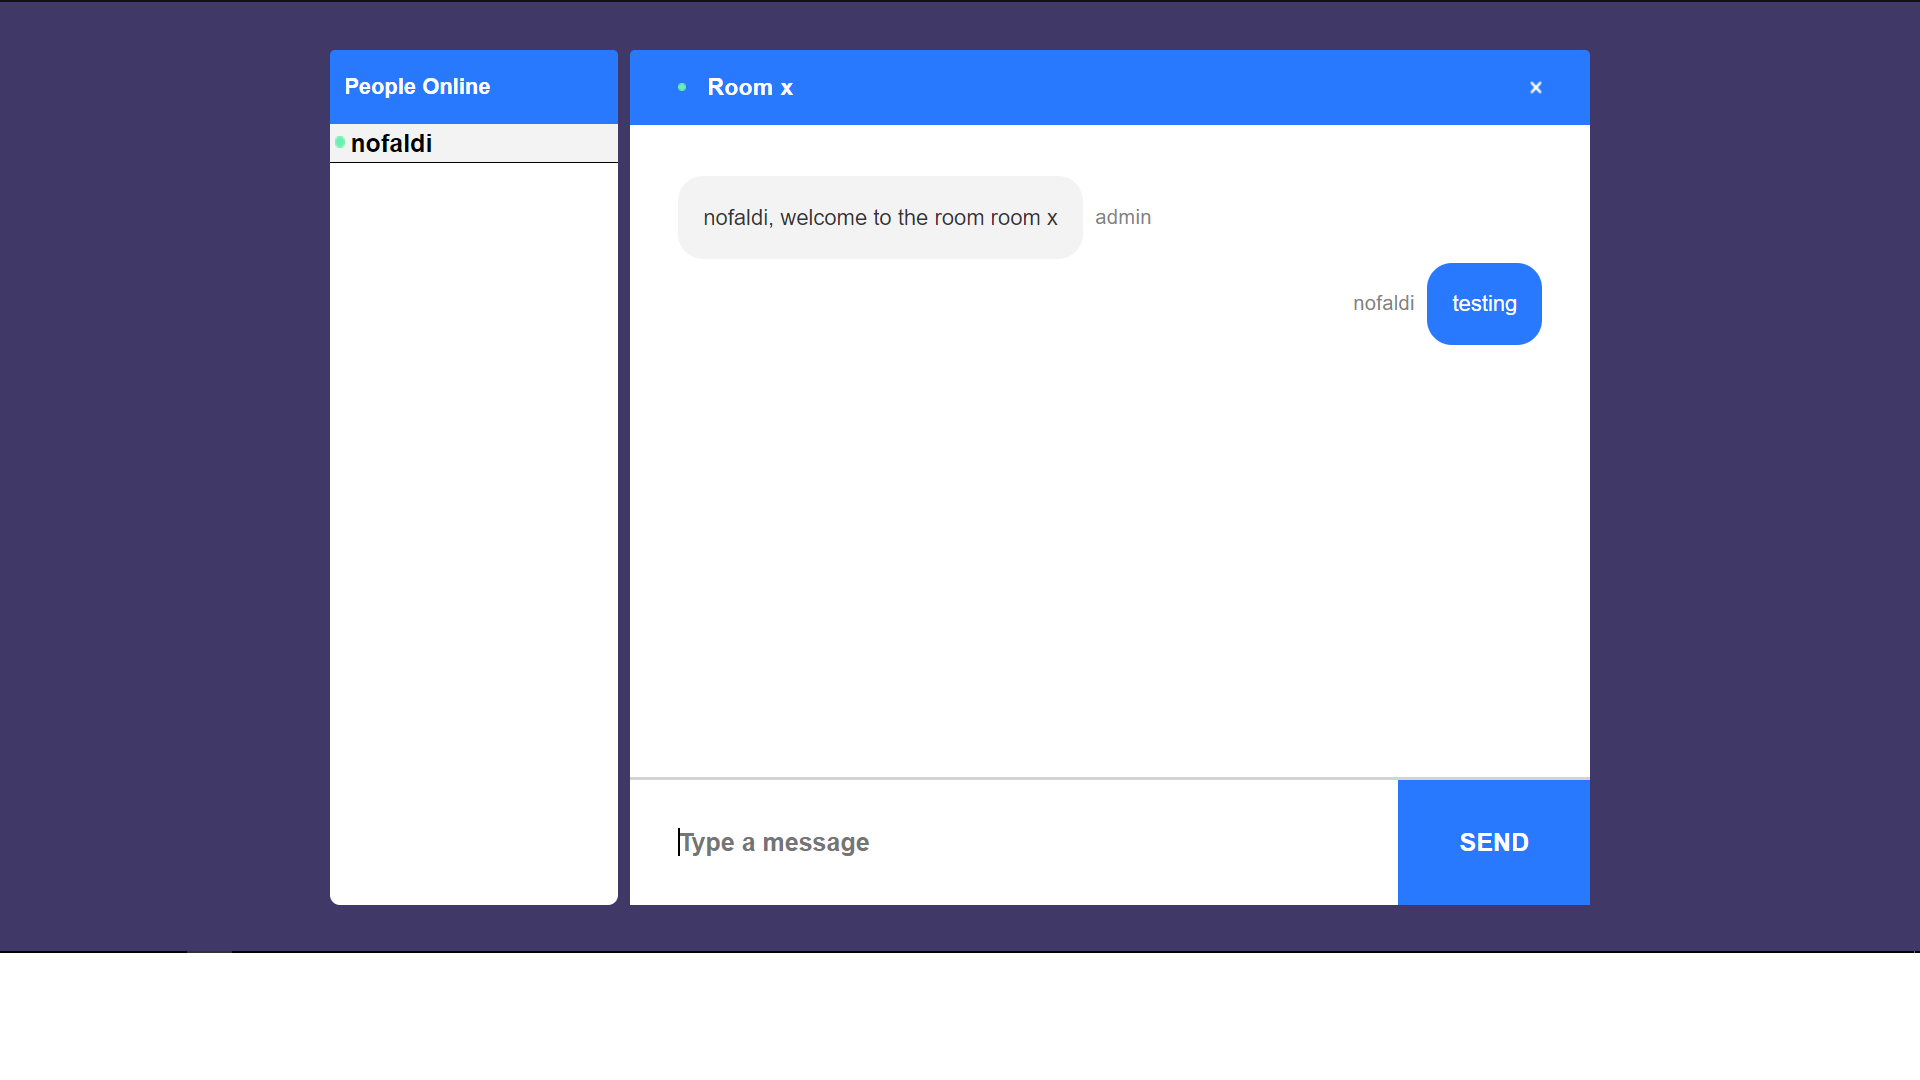 People Online
nofaldi
Room x
nofaldi, welcome to the room room x
admin
nofaldi
testing
Type a message
SEND